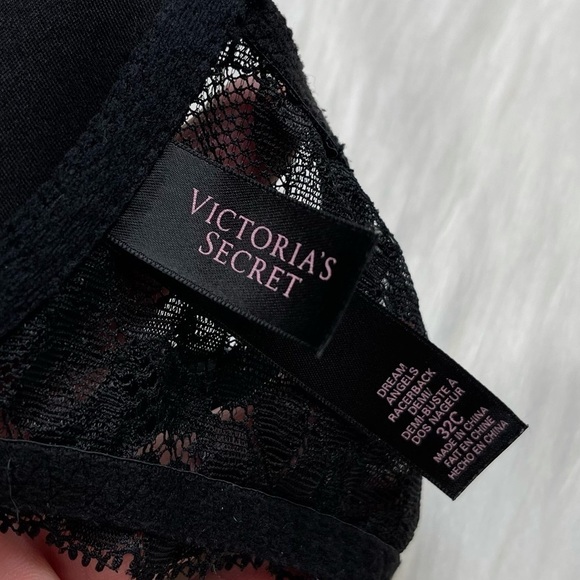 VICTORIA'S
SECRET
DREAM
ANGELS
RACERBACK
DEMI/
DEMI-BUSTE À
DOS NAGEUR
32C
MADE IN CHINA
FAIT EN CHINE
HECHO EN CHINA